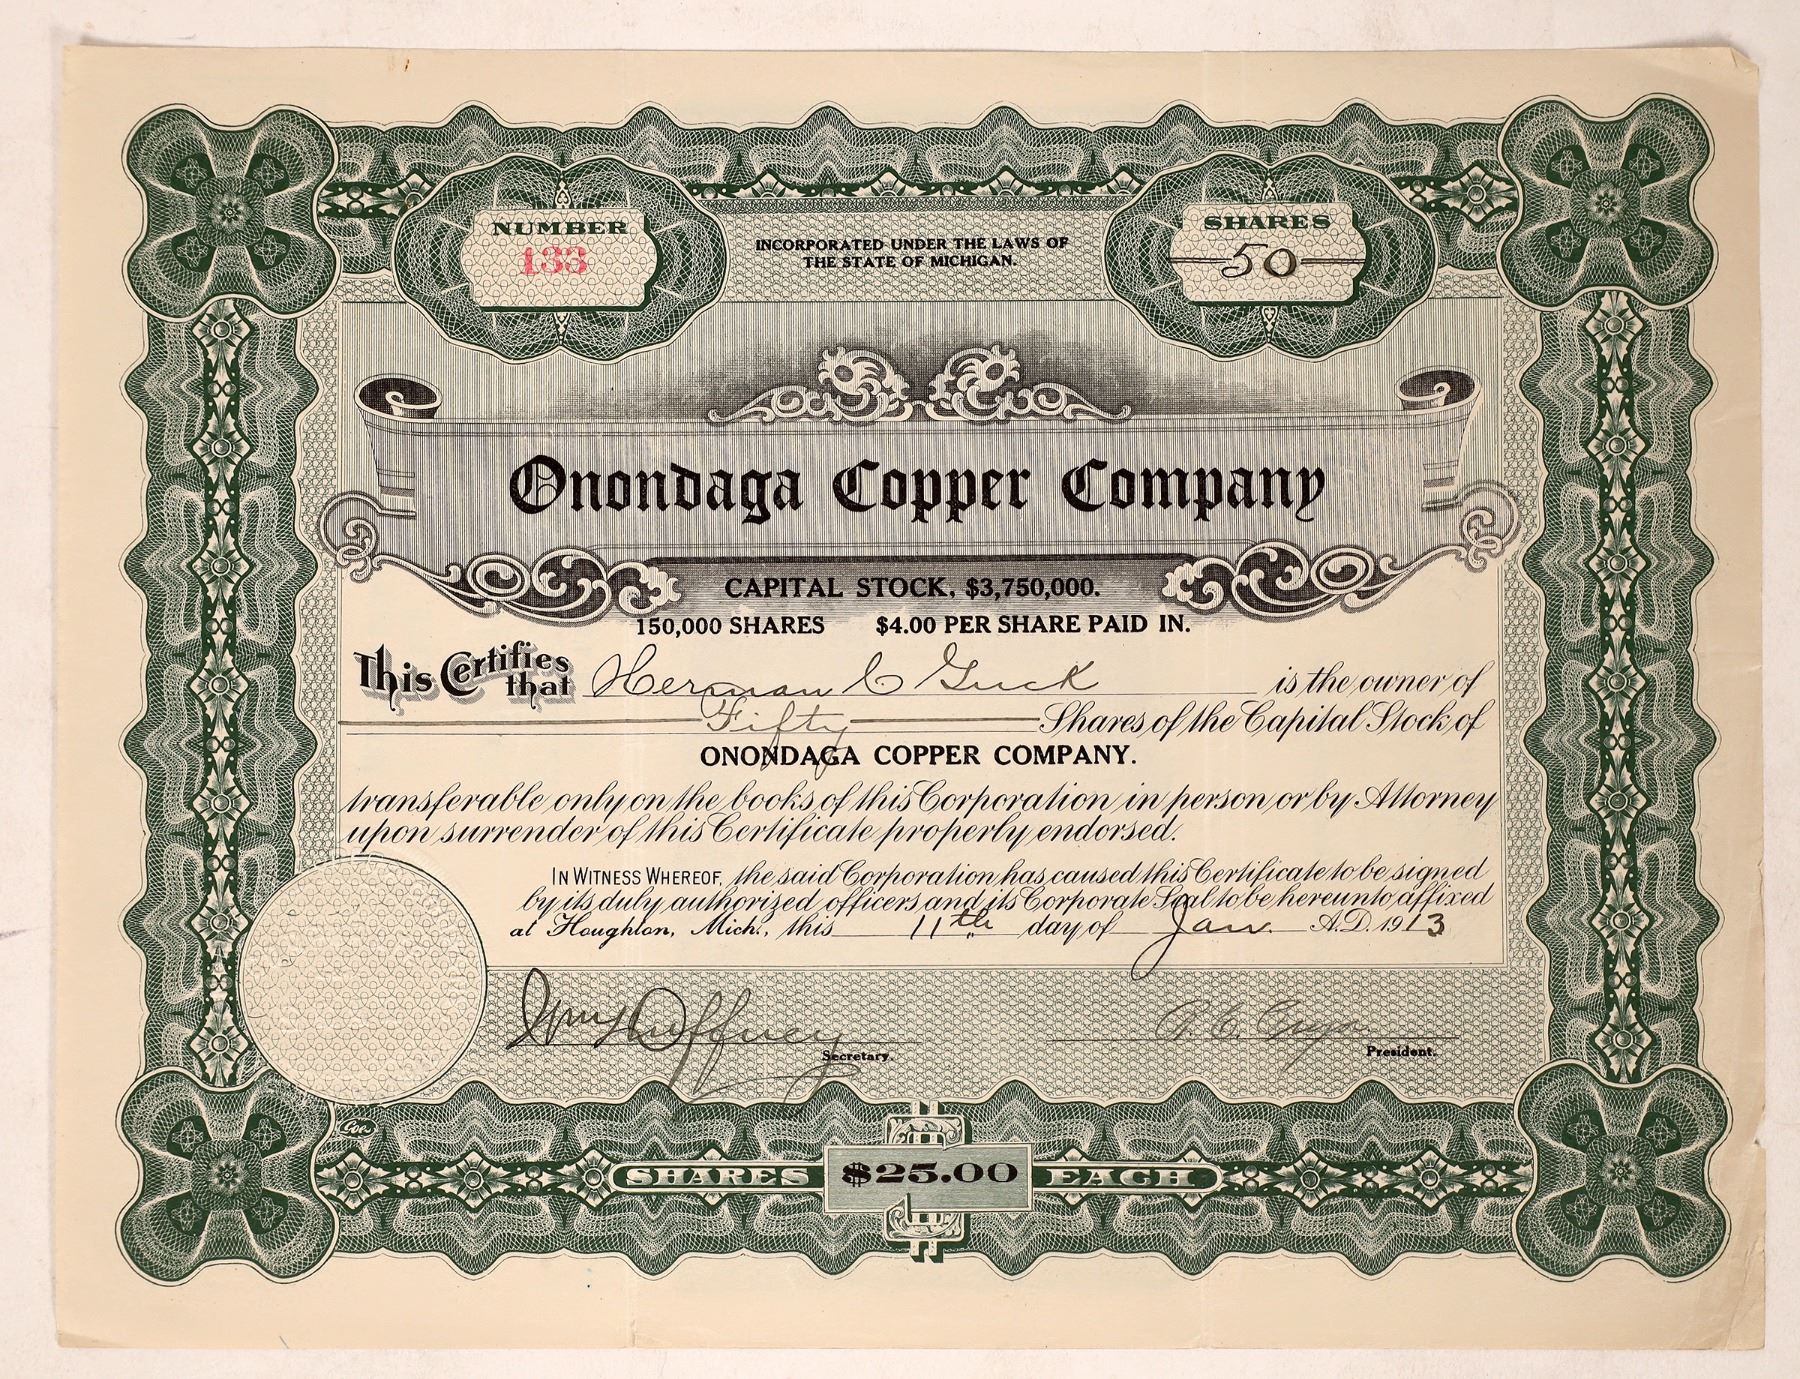 NUMBER
133
INCORPORATED UNDER THE LAWS OF
THE STATE OF MICHIGAN.
SHARES
50
Onondaga Copper Company
CAPITAL STOCK, $3,750,000.
150,000 SHARES $4.00 PER SHARE PAID IN.
This Certifies that Herman C Guck is the owner of
Fifty Shares of the Capital Stock of
ONONDAGA COPPER COMPANY.
transferable only on the books of this Corporation in person or by Attorney
upon surrender of this Certificate properly endorsed.
IN WITNESS WHEREOF, the said Corporation has caused this Certificate to be signed
by its duly authorized officers and its Corporate Seal to be hereunto affixed
at Houghton, Mich., this 11th day of Jan. A.D. 1913
Secretary.
President.
Goes
SHARES $25.00 EACH